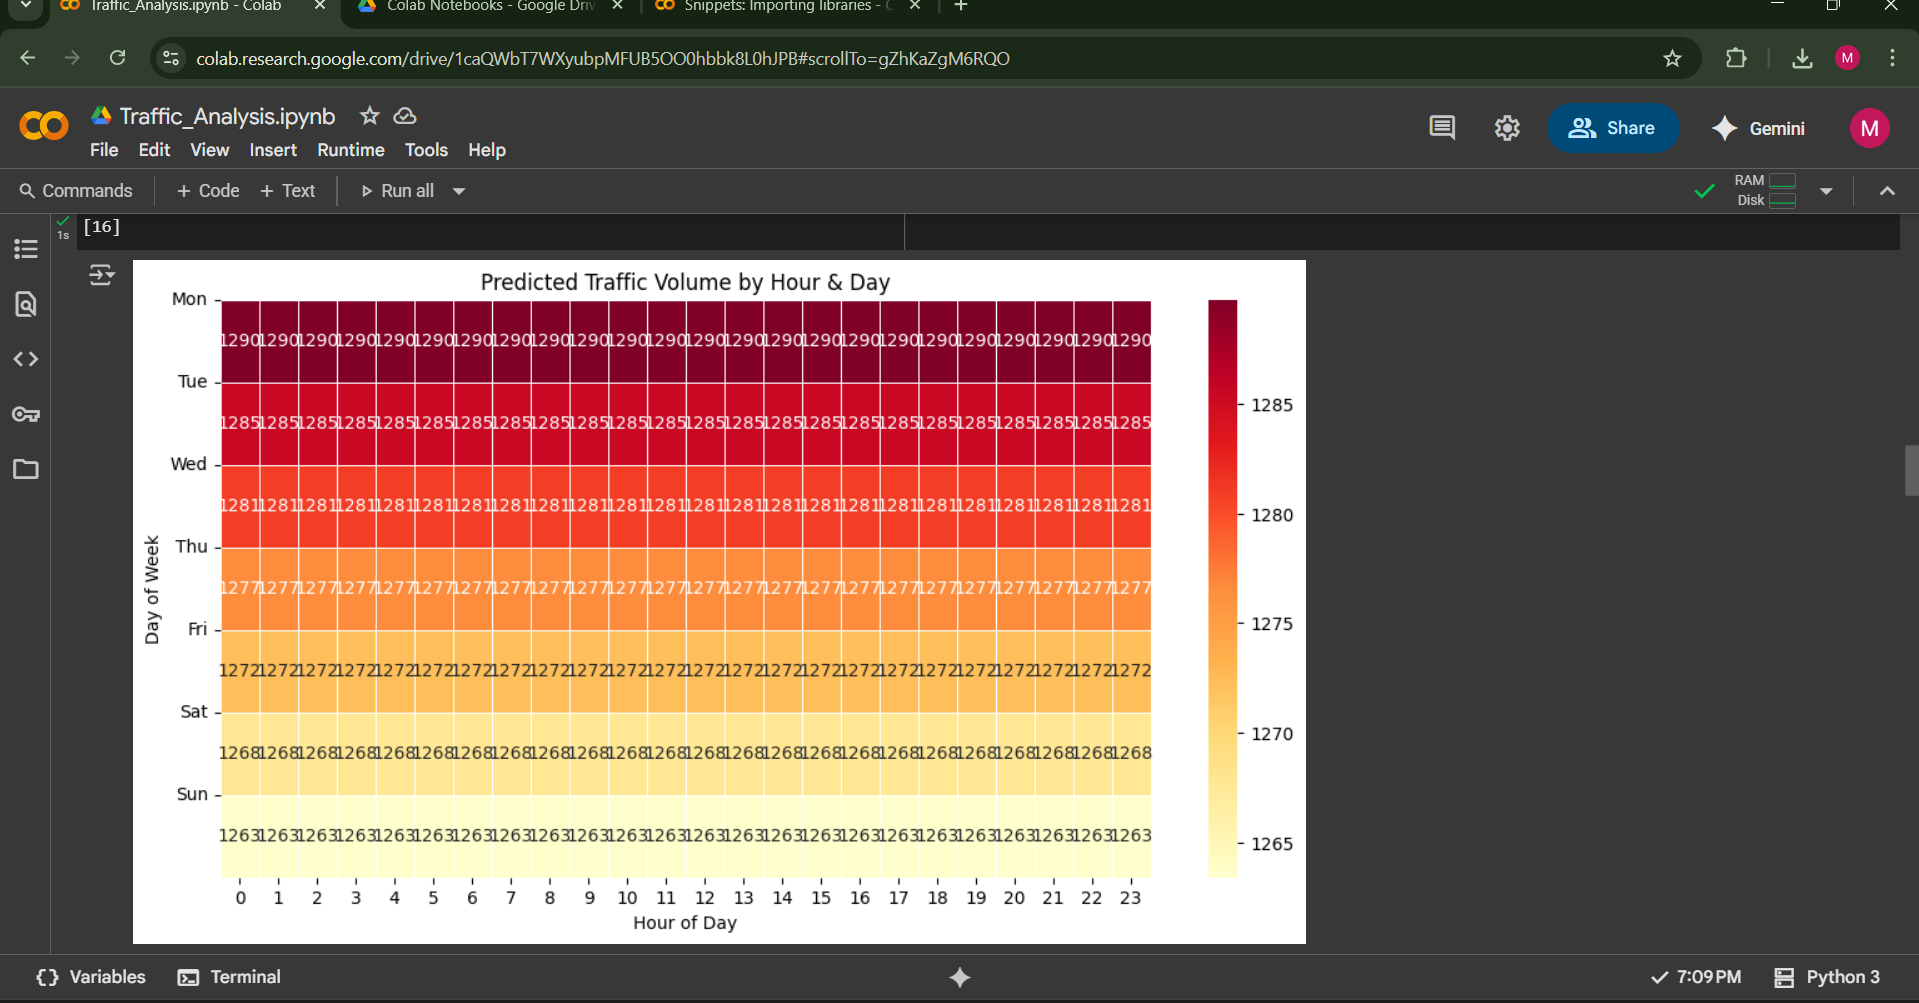 Traffic_Analysis.ipynb - Colab
Colab Notebooks - Google Driv
Snippets: Importing libraries - C
colab.research.google.com/drive/1caQWbT7WXyubpMFUB5OO0hbbk8L0hJPB#scrollTo=gZhKaZgM6RQO
M
Traffic_Analysis.ipynb
File Edit View Insert Runtime Tools Help
Share
Gemini
M
Commands + Code + Text Run all
RAM
Disk
[16]
1s
Predicted Traffic Volume by Hour & Day
Mon
1290 1290 1290 1290 1290 1290 1290 1290 1290 1290 1290 1290 1290 1290 1290 1290 1290 1290 1290 1290 1290 1290 1290 1290
Tue
1285 1285 1285 1285 1285 1285 1285 1285 1285 1285 1285 1285 1285 1285 1285 1285 1285 1285 1285 1285 1285 1285 1285 1285
Wed
1281 1281 1281 1281 1281 1281 1281 1281 1281 1281 1281 1281 1281 1281 1281 1281 1281 1281 1281 1281 1281 1281 1281 1281
Thu
1277 1277 1277 1277 1277 1277 1277 1277 1277 1277 1277 1277 1277 1277 1277 1277 1277 1277 1277 1277 1277 1277 1277 1277
Fri
1272 1272 1272 1272 1272 1272 1272 1272 1272 1272 1272 1272 1272 1272 1272 1272 1272 1272 1272 1272 1272 1272 1272 1272
Sat
1268 1268 1268 1268 1268 1268 1268 1268 1268 1268 1268 1268 1268 1268 1268 1268 1268 1268 1268 1268 1268 1268 1268 1268
Sun
1263 1263 1263 1263 1263 1263 1263 1263 1263 1263 1263 1263 1263 1263 1263 1263 1263 1263 1263 1263 1263 1263 1263 1263
Day of Week
0 1 2 3 4 5 6 7 8 9 10 11 12 13 14 15 16 17 18 19 20 21 22 23
Hour of Day
1285
1280
1275
1270
1265
Variables
Terminal
7:09 PM
Python 3